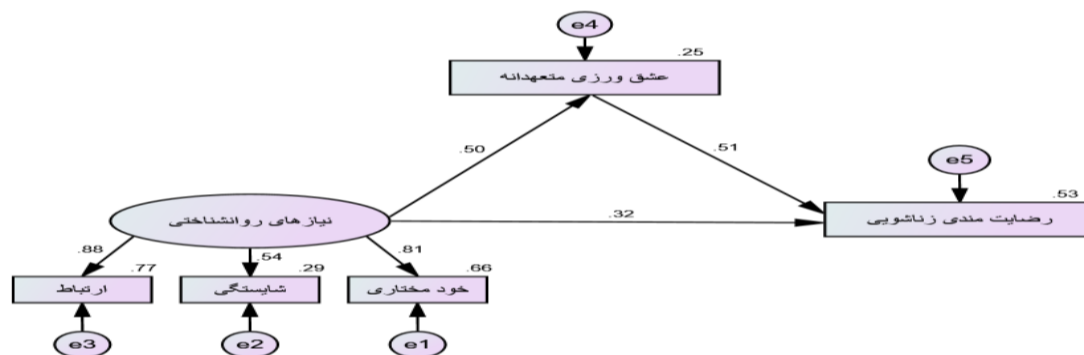 e4
.25
عشق ورزی متعهدانه
.50
.51
e5
.53
رضایت مندی زناشویی
.32
نیازهای روانشناختی
.88
.54
.81
.77
.29
.66
ارتباط
شایستگی
خود مختاری
e3
e2
e1